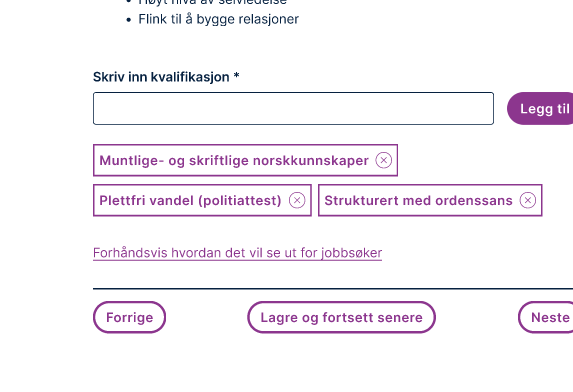 Høyt nivå av serviedelse
Flink til å bygge relasjoner
Skriv inn kvalifikasjon *
Legg til
Muntlige- og skriftlige norskkunnskaper
Plettfri vandel (politiattest)
Strukturert med ordenssans
Forhåndsvis hvordan det vil se ut for jobbsøker
Forrige
Lagre og fortsett senere
Neste